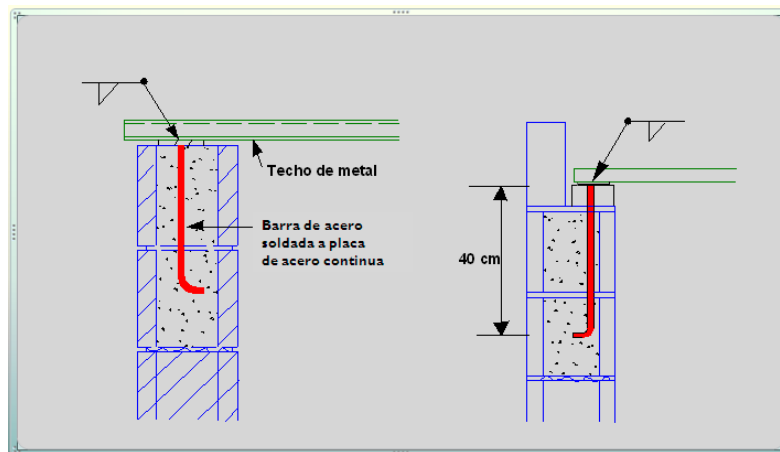 Techo de metal
Barra de acero
soldada a placa
de acero continua
40 cm